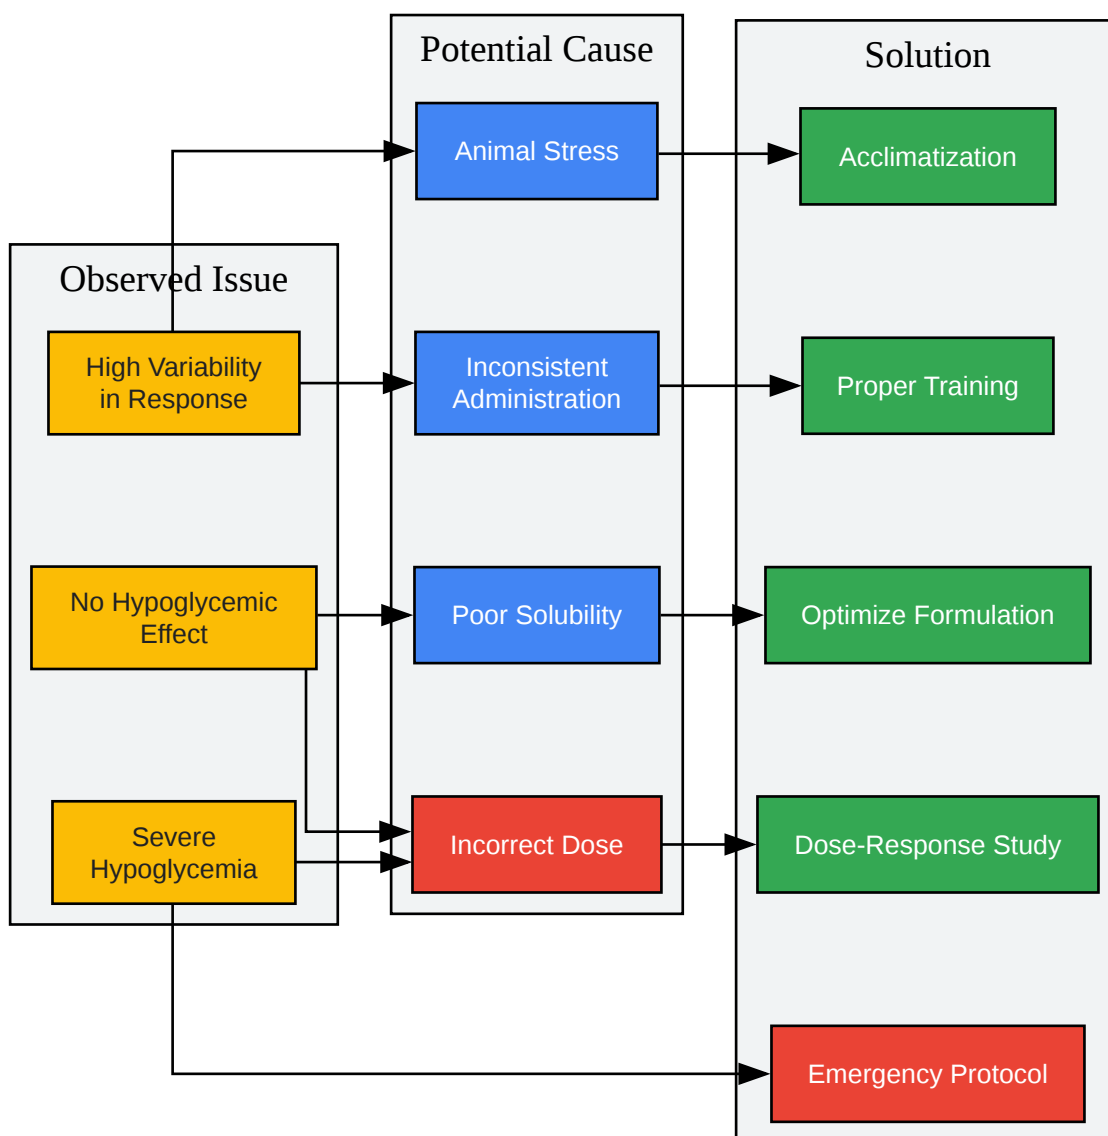 Potential Cause
Solution
Animal Stress
Acclimatization
Observed Issue
High Variability
in Response
Inconsistent
Administration
Proper Training
No Hypoglycemic
Effect
Poor Solubility
Optimize Formulation
Severe
Hypoglycemia
Incorrect Dose
Dose-Response Study
Emergency Protocol